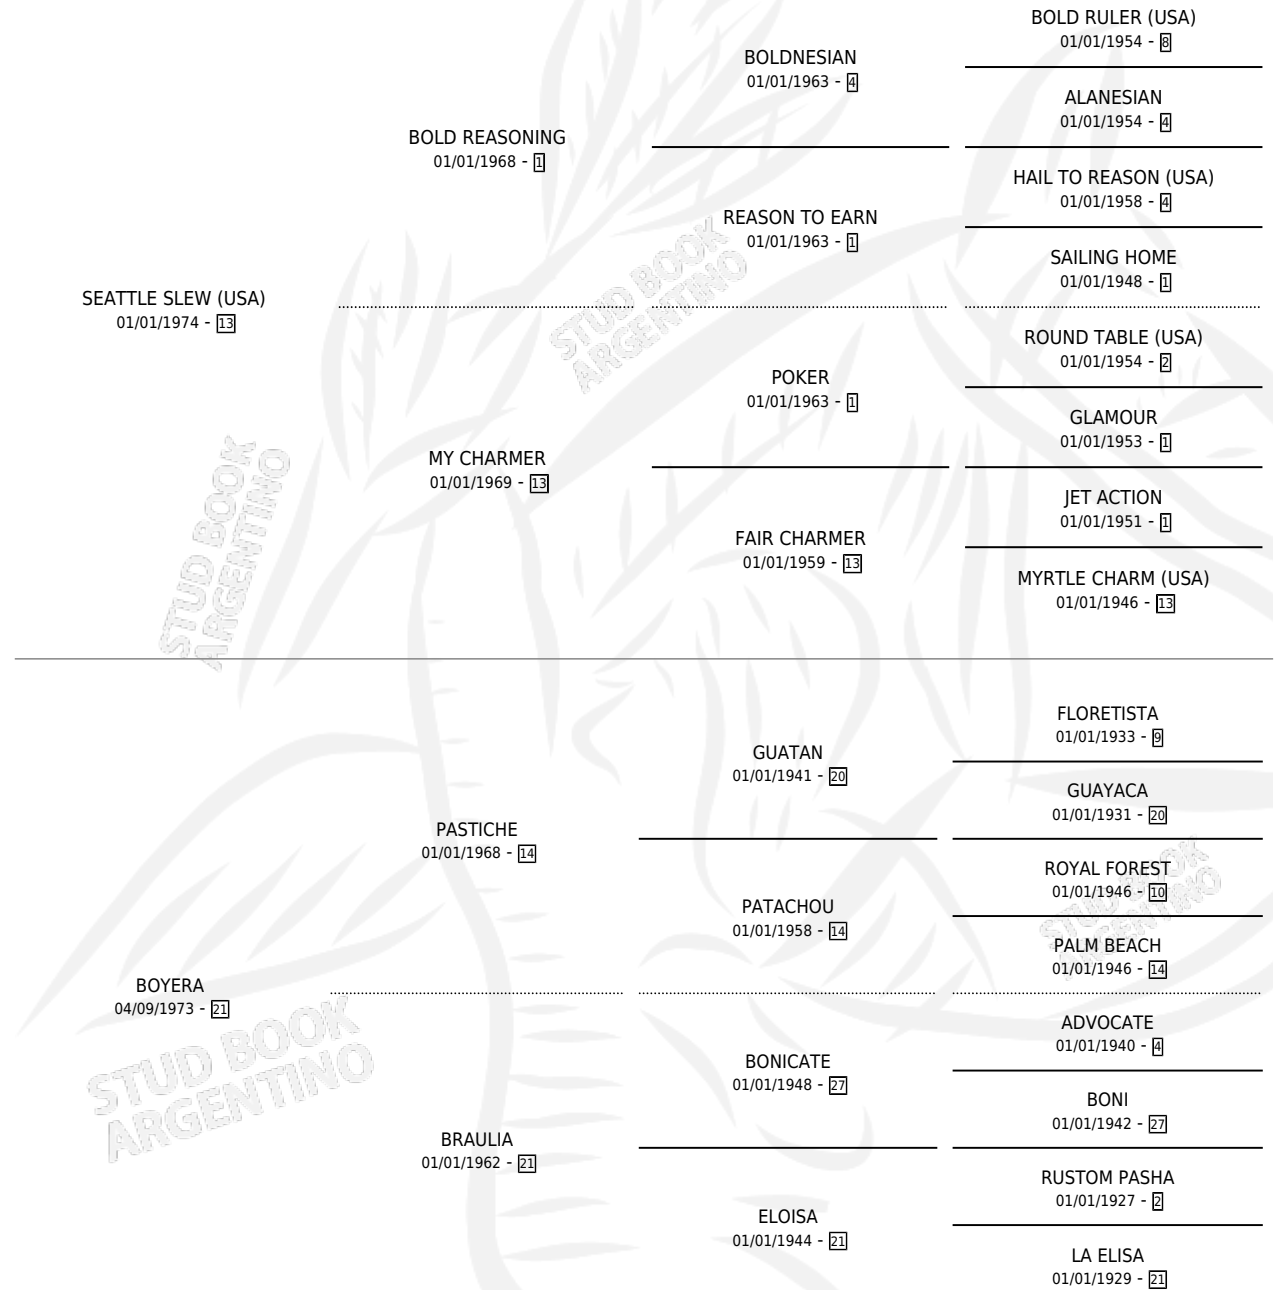 BOLD RULER (USA)
01/01/1954 - 8
BOLDNESIAN
01/01/1963 - 4
ALANESIAN
01/01/1954 - 4
BOLD REASONING
01/01/1968 - 1
HAIL TO REASON (USA)
01/01/1958 - 4
REASON TO EARN
01/01/1963 - 1
SAILING HOME
01/01/1948 - 1
SEATTLE SLEW (USA)
01/01/1974 - 13
ROUND TABLE (USA)
01/01/1954 - 2
POKER
01/01/1963 - 1
GLAMOUR
01/01/1953 - 1
MY CHARMER
01/01/1969 - 13
JET ACTION
01/01/1951 - 1
FAIR CHARMER
01/01/1959 - 13
MYRTLE CHARM (USA)
01/01/1946 - 13
FLORETISTA
01/01/1933 - 9
GUATAN
01/01/1941 - 20
GUAYACA
01/01/1931 - 20
PASTICHE
01/01/1968 - 14
ROYAL FOREST
01/01/1946 - 10
PATACHOU
01/01/1958 - 14
PALM BEACH
01/01/1946 - 14
BOYERA
04/09/1973 - 21
ADVOCATE
01/01/1940 - 4
BONICATE
01/01/1948 - 27
BONI
01/01/1942 - 27
BRAULIA
01/01/1962 - 21
RUSTOM PASHA
01/01/1927 - 2
ELOISA
01/01/1944 - 21
LA ELISA
01/01/1929 - 21
STUD BOOK
ARGENTINO
STUD BOOK
ARGENTINO
STUD BOOK
ARGENTINO
STUD BOOK
ARGENTINO